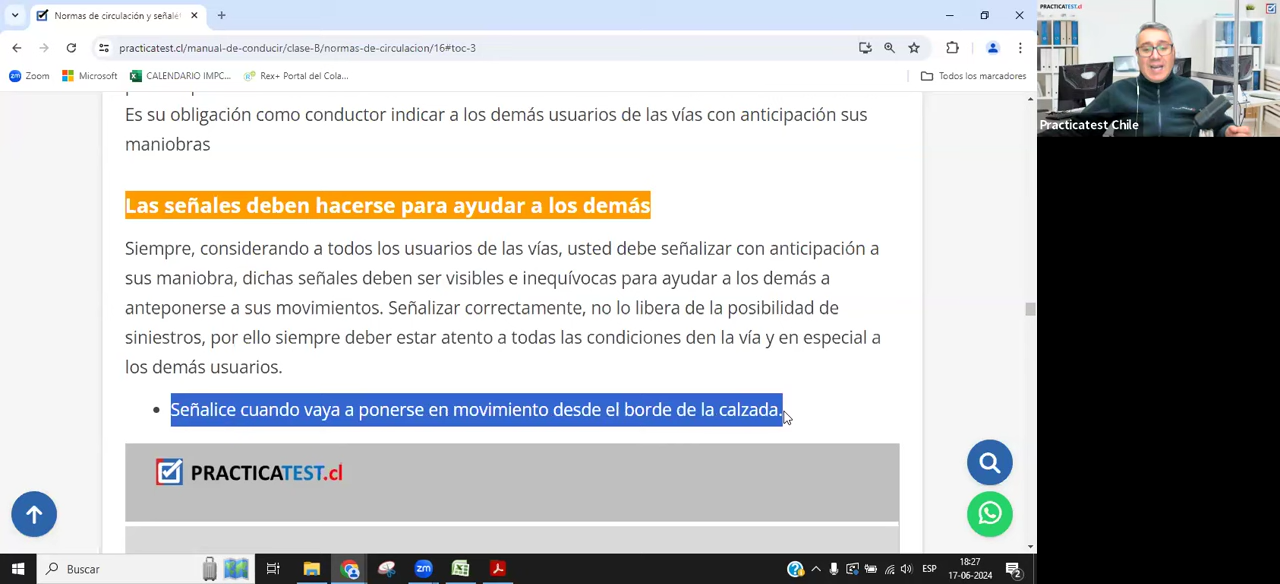 Normas de circulación y señalét
practicatest.cl/manual-de-conducir/clase-B/normas-de-circulacion/16#toc-3
Zoom
Microsoft
CALENDARIO IMPC...
Rex+ Portal del Cola...
Todos los marcadores
Es su obligación como conductor indicar a los demás usuarios de las vías con anticipación sus
maniobras
Las señales deben hacerse para ayudar a los demás
Siempre, considerando a todos los usuarios de las vías, usted debe señalizar con anticipación a
sus maniobra, dichas señales deben ser visibles e inequívocas para ayudar a los demás a
anteponerse a sus movimientos. Señalizar correctamente, no lo libera de la posibilidad de
siniestros, por ello siempre deber estar atento a todas las condiciones den la vía y en especial a
los demás usuarios.
Señalice cuando vaya a ponerse en movimiento desde el borde de la calzada.
PRACTICATEST.cl
PRACTICATEST.cl
Practicatest Chile
Buscar
ESP
18:27
17-06-2024
2